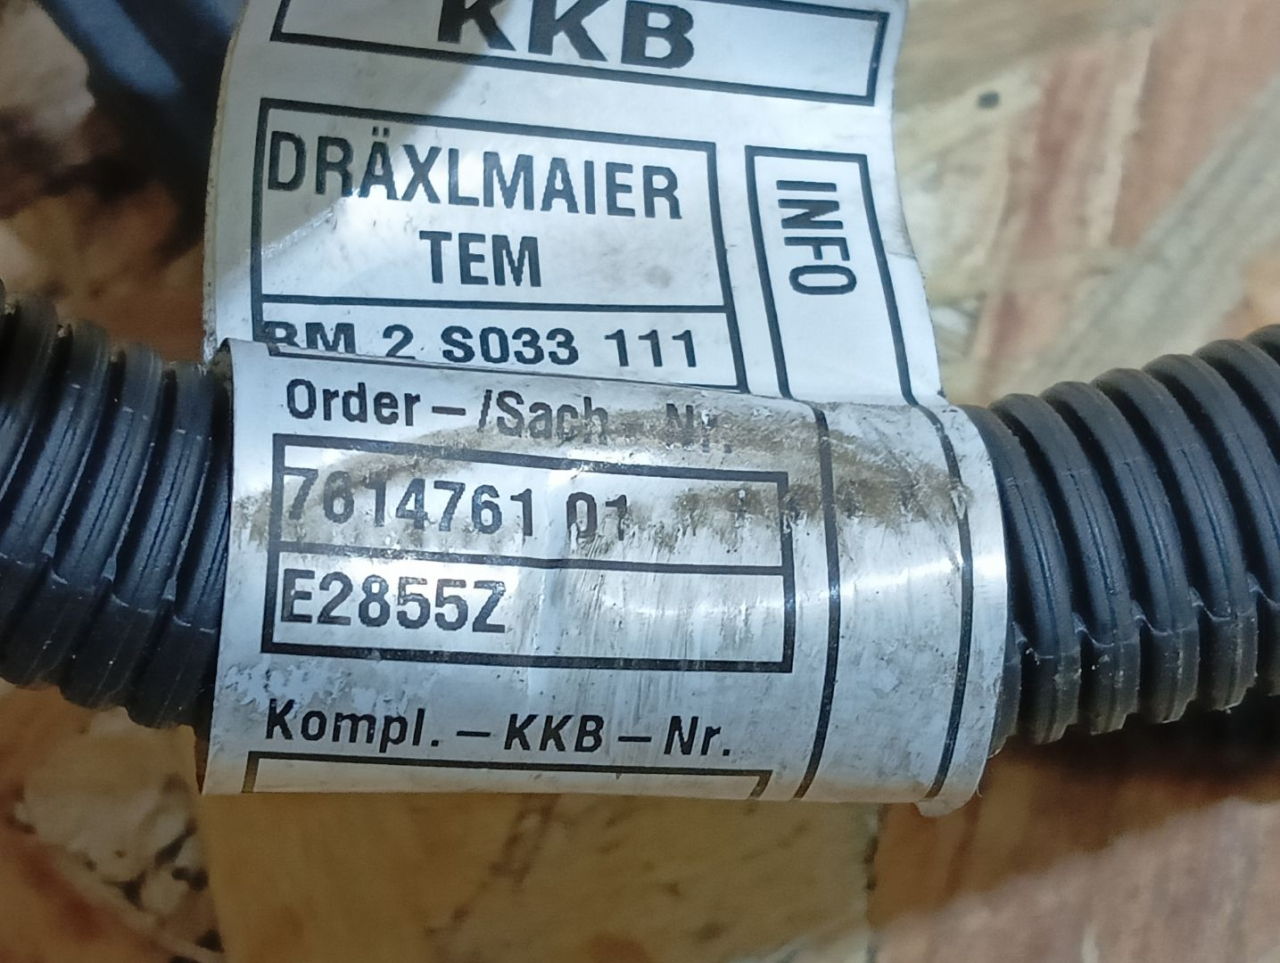 KKB
DRÄXLMAIER
TEM
INFO
BM 2 S033 111
Order-/Sach-Nr.
7614761 01
E2855Z
Kompl.-KKB-Nr.